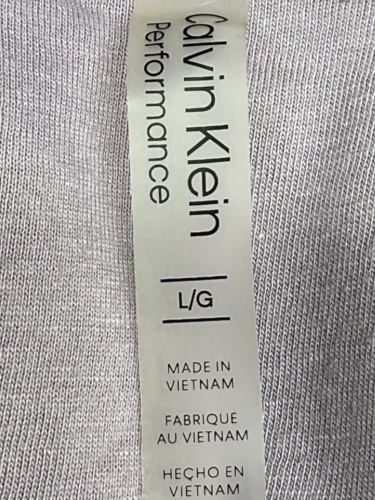 Calvin Klein
Performance
L/G
MADE IN
VIETNAM
FABRIQUE
AU VIETNAM
HECHO EN
VIETNAM